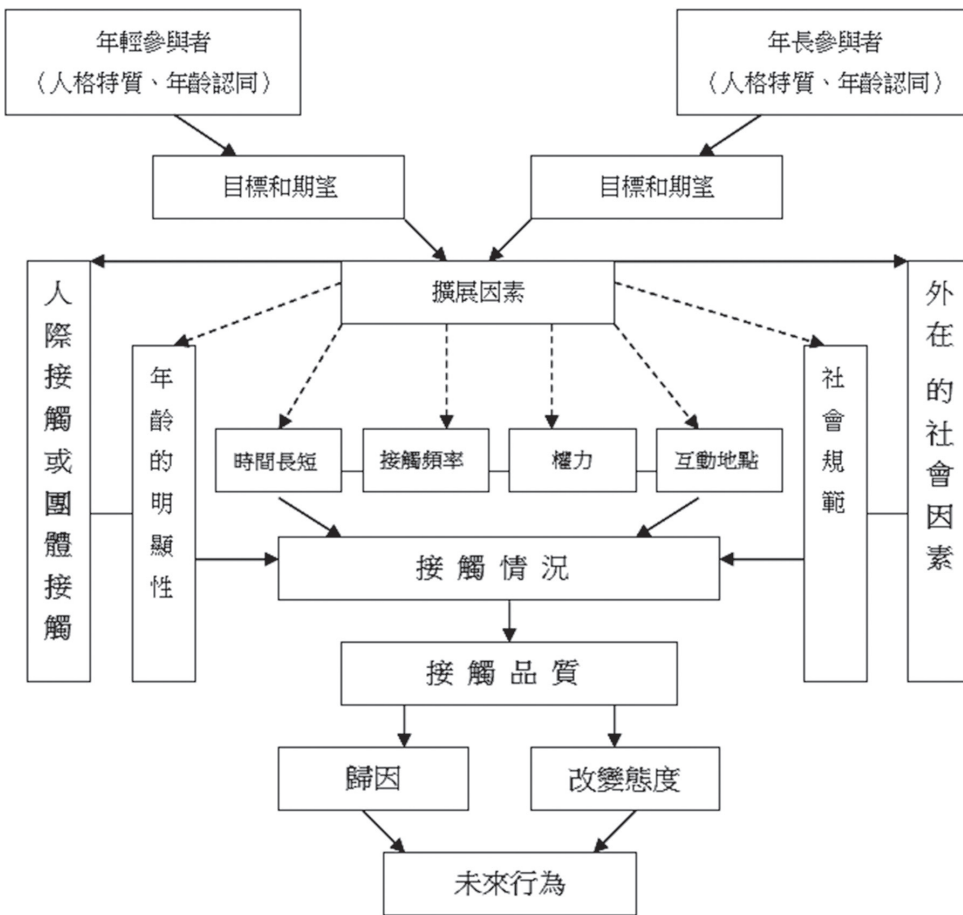 年輕參與者
（人格特質、年齡認同）
年長參與者
（人格特質、年齡認同）
目標和期望
目標和期望
擴展因素
人際接觸或團體接觸
年齡的明顯性
時間長短
接觸頻率
權力
互動地點
社會規範
外在的社會因素
接觸情況
接觸品質
歸因
改變態度
未來行為